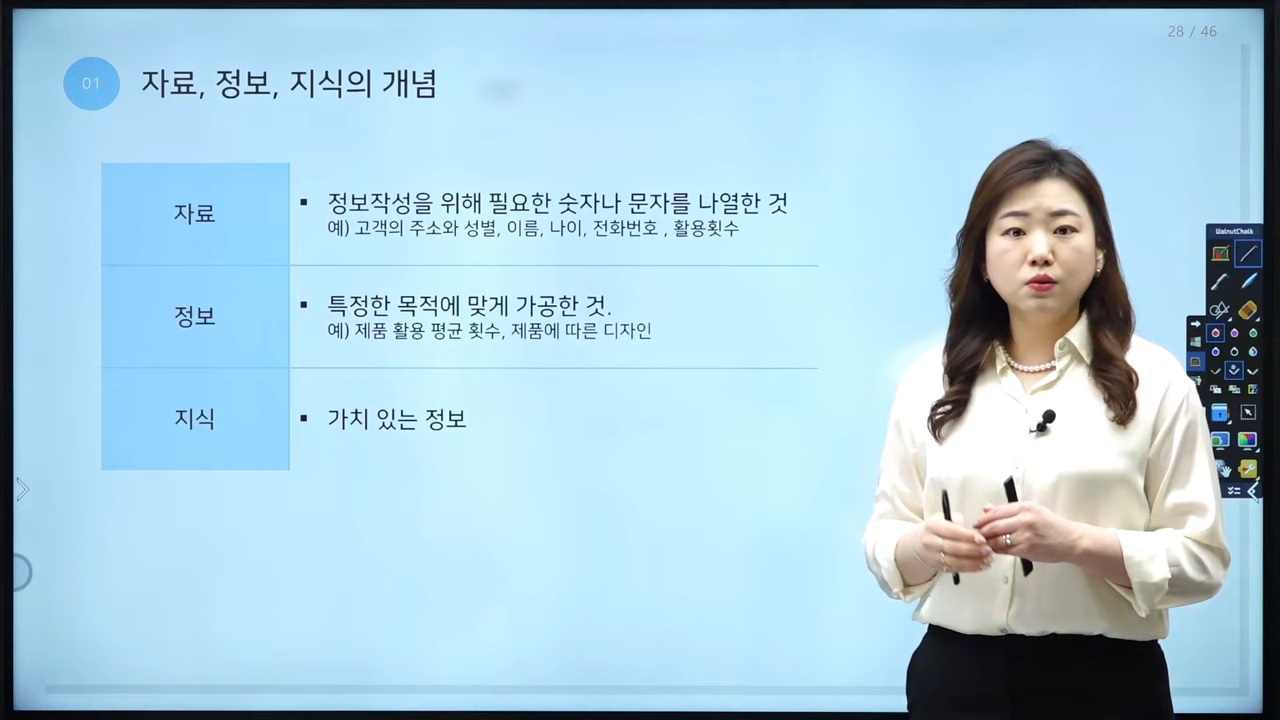 28 / 46
01
자료, 정보, 지식의 개념
자료
▪ 정보작성을 위해 필요한 숫자나 문자를 나열한 것
예) 고객의 주소와 성별, 이름, 나이, 전화번호 , 활용횟수
정보
▪ 특정한 목적에 맞게 가공한 것.
예) 제품 활용 평균 횟수, 제품에 따른 디자인
지식
▪ 가치 있는 정보
WalnutChalk